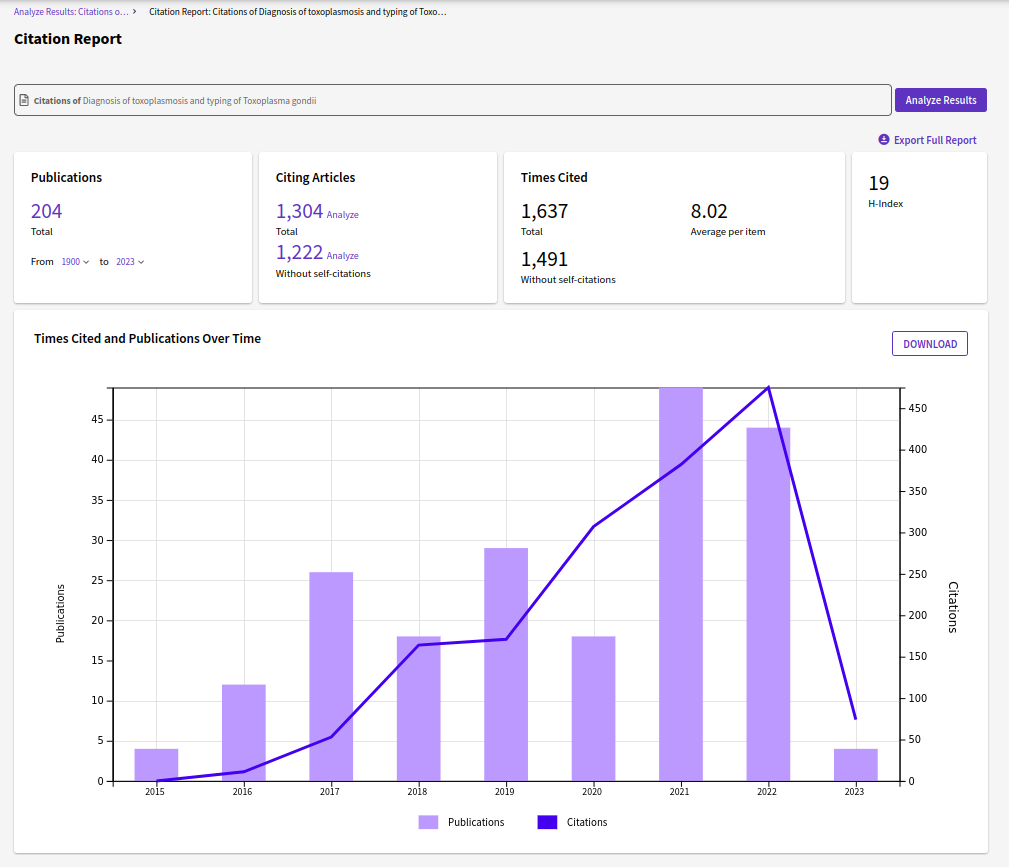 Analyze Results: Citations o... > Citation Report: Citations of Diagnosis of toxoplasmosis and typing of Toxo...
Citation Report
Citations of Diagnosis of toxoplasmosis and typing of Toxoplasma gondii
Analyze Results
Export Full Report
Publications
204
Total
From 1900 to 2023
Citing Articles
1,304 Analyze
Total
1,222 Analyze
Without self-citations
Times Cited
1,637
Total
8.02
Average per item
1,491
Without self-citations
19
H-Index
Times Cited and Publications Over Time
DOWNLOAD
Publications
45
40
35
30
25
20
15
10
5
0
450
400
350
300
250
200
150
100
50
0
Citations
2015 2016 2017 2018 2019 2020 2021 2022 2023
Publications Citations